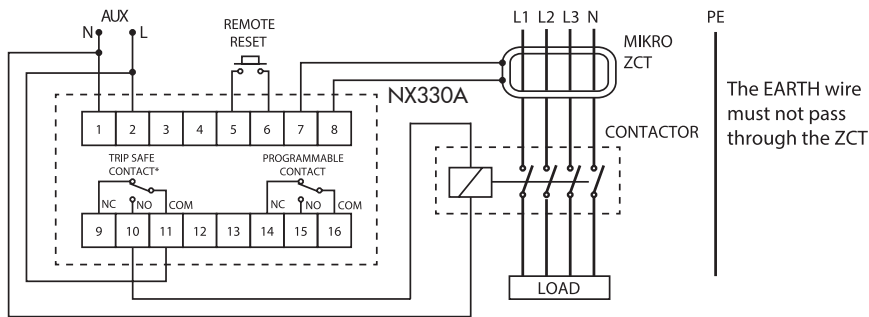 AUX
N L
REMOTE
RESET
L1 L2 L3 N
PE
MIKRO
ZCT
NX330A
The EARTH wire
must not pass
through the ZCT
1 2 3 4 5 6 7 8
CONTACTOR
TRIP SAFE
CONTACT*
PROGRAMMABLE
CONTACT
NC NO COM
NC NO COM
9 10 11 12 13 14 15 16
LOAD